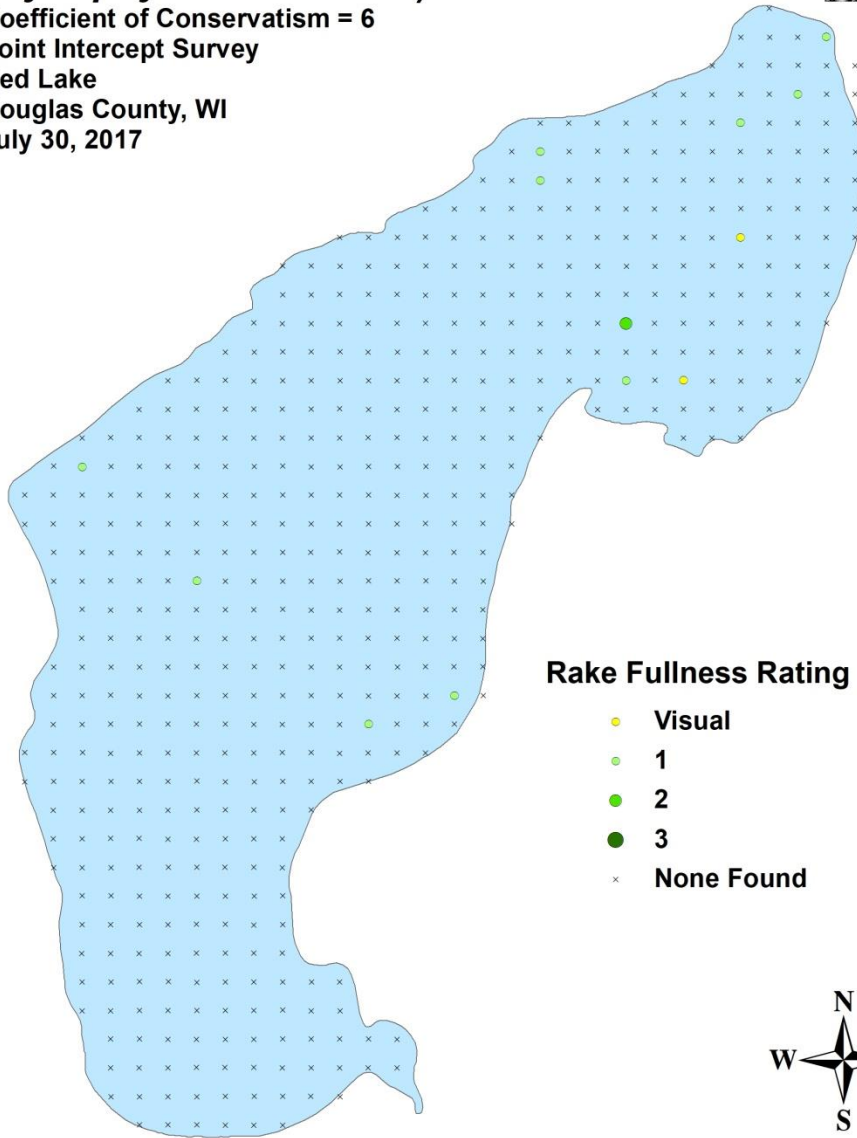 oefficient of Conservatism = 6
oint Intercept Survey
ed Lake
ouglas County, WI
uly 30, 2017
Rake Fullness Rating
Visual
1
2
3
None Found
N
W
S